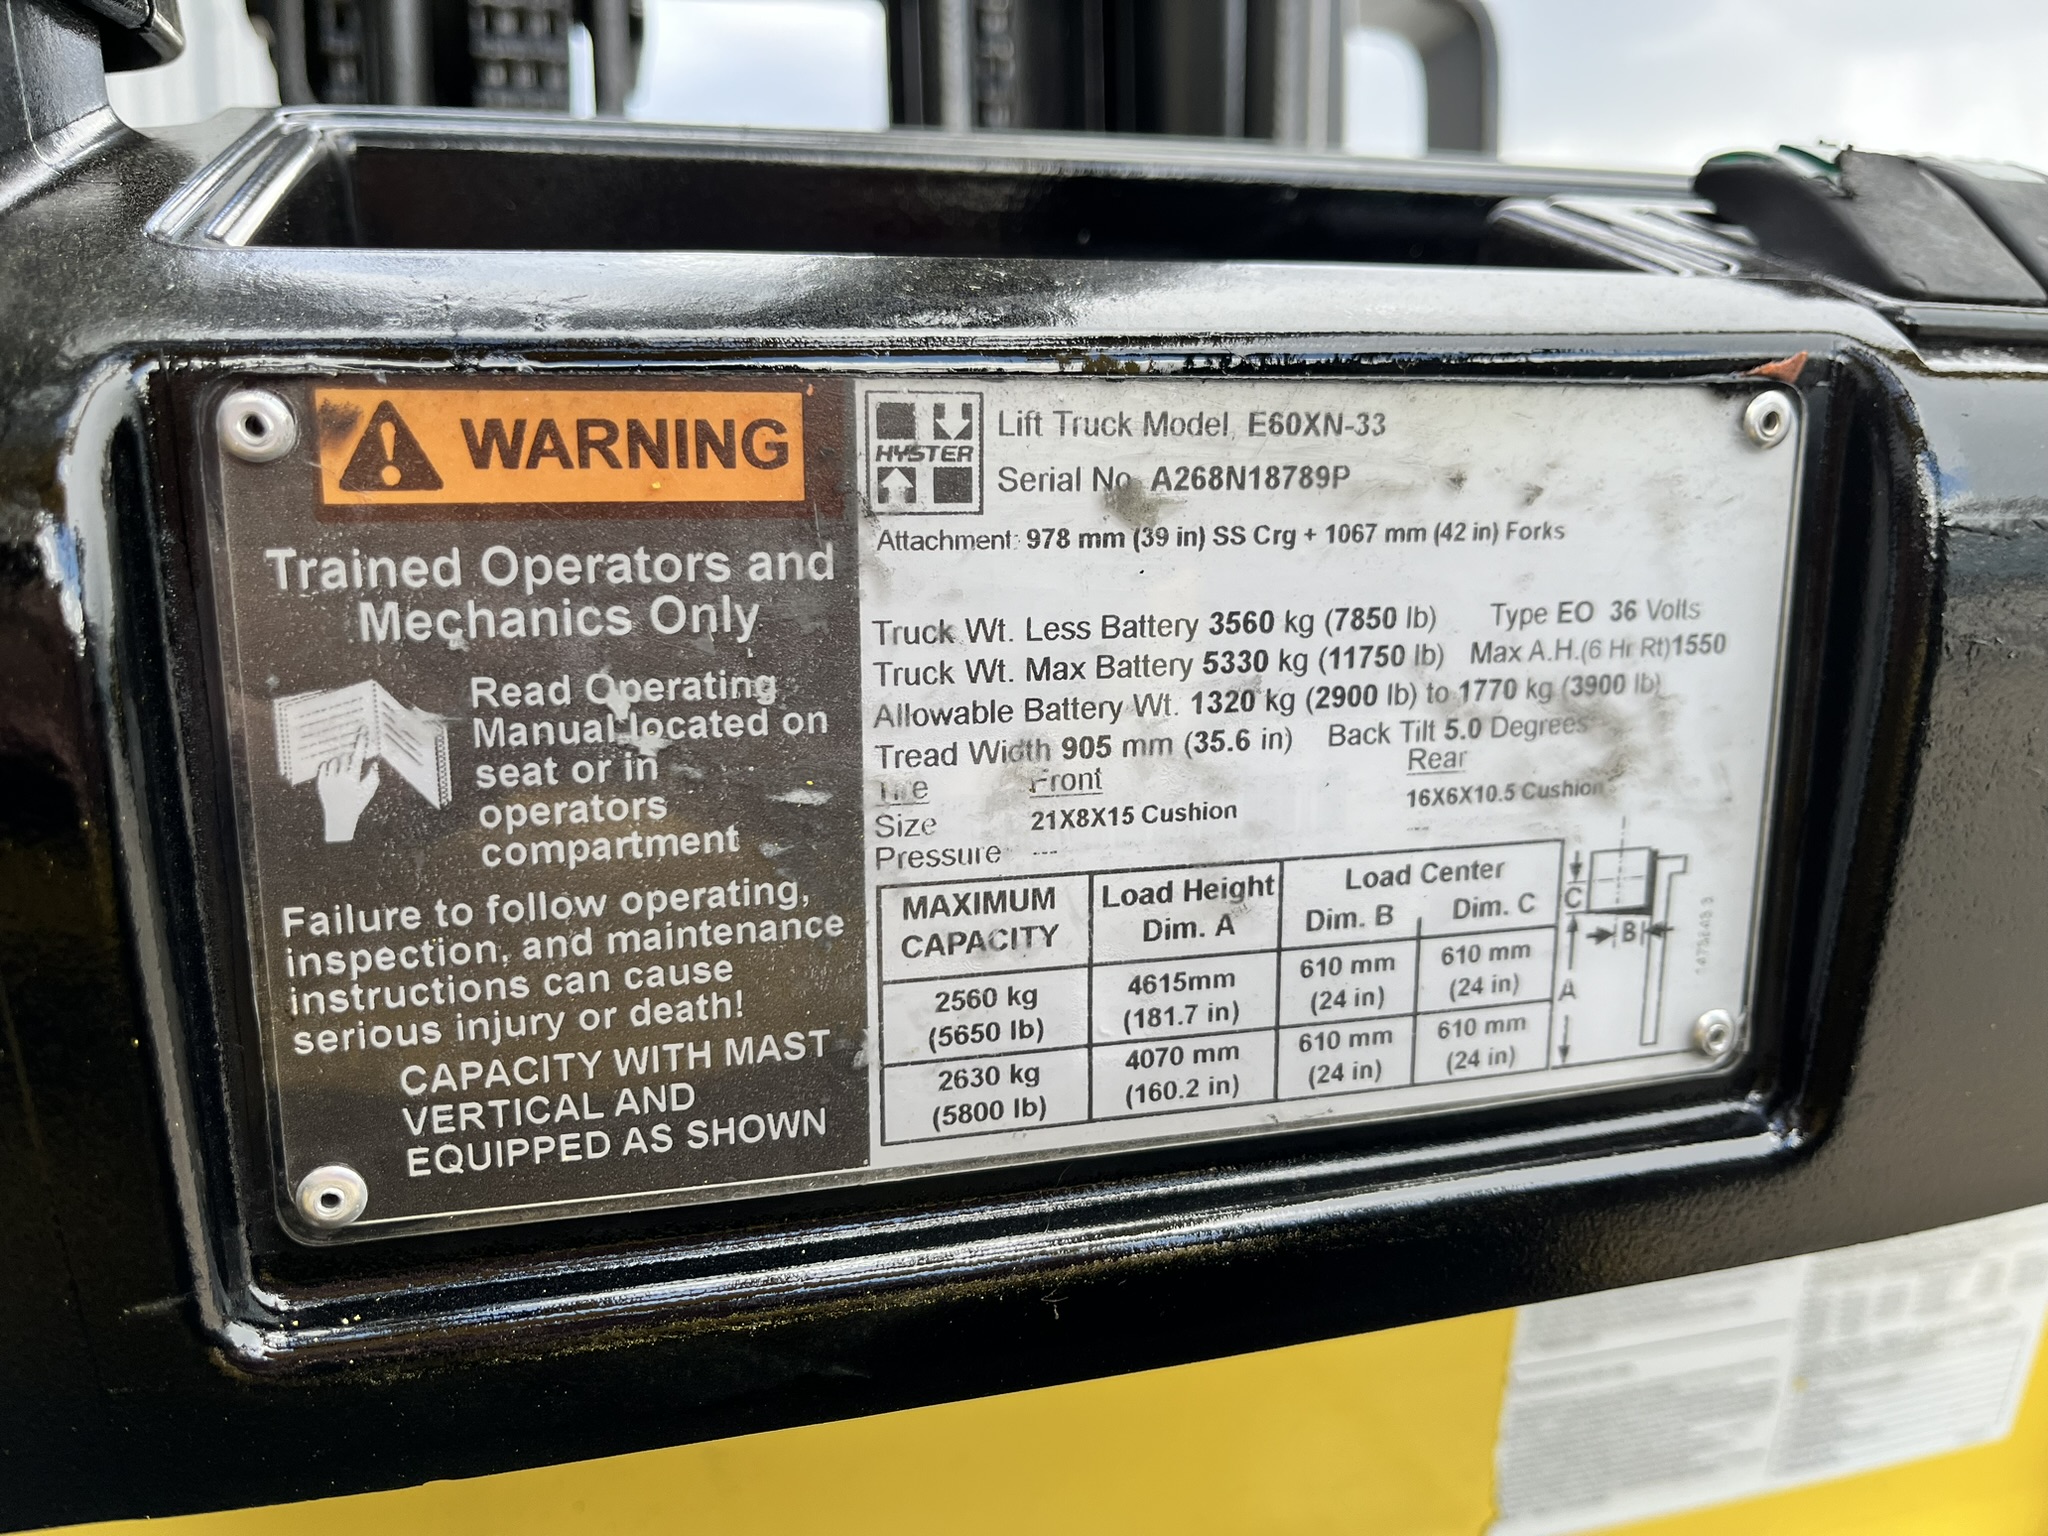 WARNING
Trained Operators and
Mechanics Only
Read Operating
Manual located on
seat or in
operators
compartment
Failure to follow operating,
inspection, and maintenance
instructions can cause
serious injury or death!
CAPACITY WITH MAST
VERTICAL AND
EQUIPPED AS SHOWN
HYSTER
Lift Truck Model E60XN-33
Serial No. A268N18789P
Attachment: 978 mm (39 in) SS Crg + 1067 mm (42 in) Forks
Truck Wt. Less Battery 3560 kg (7850 lb) Type EO 36 Volts
Truck Wt. Max Battery 5330 kg (11750 lb) Max A.H.(6 Hr Rt)1550
Allowable Battery Wt. 1320 kg (2900 lb) to 1770 kg (3900 lb)
Tread Width 905 mm (35.6 in) Back Tilt 5.0 Degrees
Tire Front Rear
Size 21X8X15 Cushion 16X6X10.5 Cushion
Pressure --- ---
MAXIMUM CAPACITY Load Height Dim. A Load Center Dim. B Dim. C
2560 kg (5650 lb) 4615mm (181.7 in) 610 mm (24 in) 610 mm (24 in)
2630 kg (5800 lb) 4070 mm (160.2 in) 610 mm (24 in) 610 mm (24 in)
C
B
A